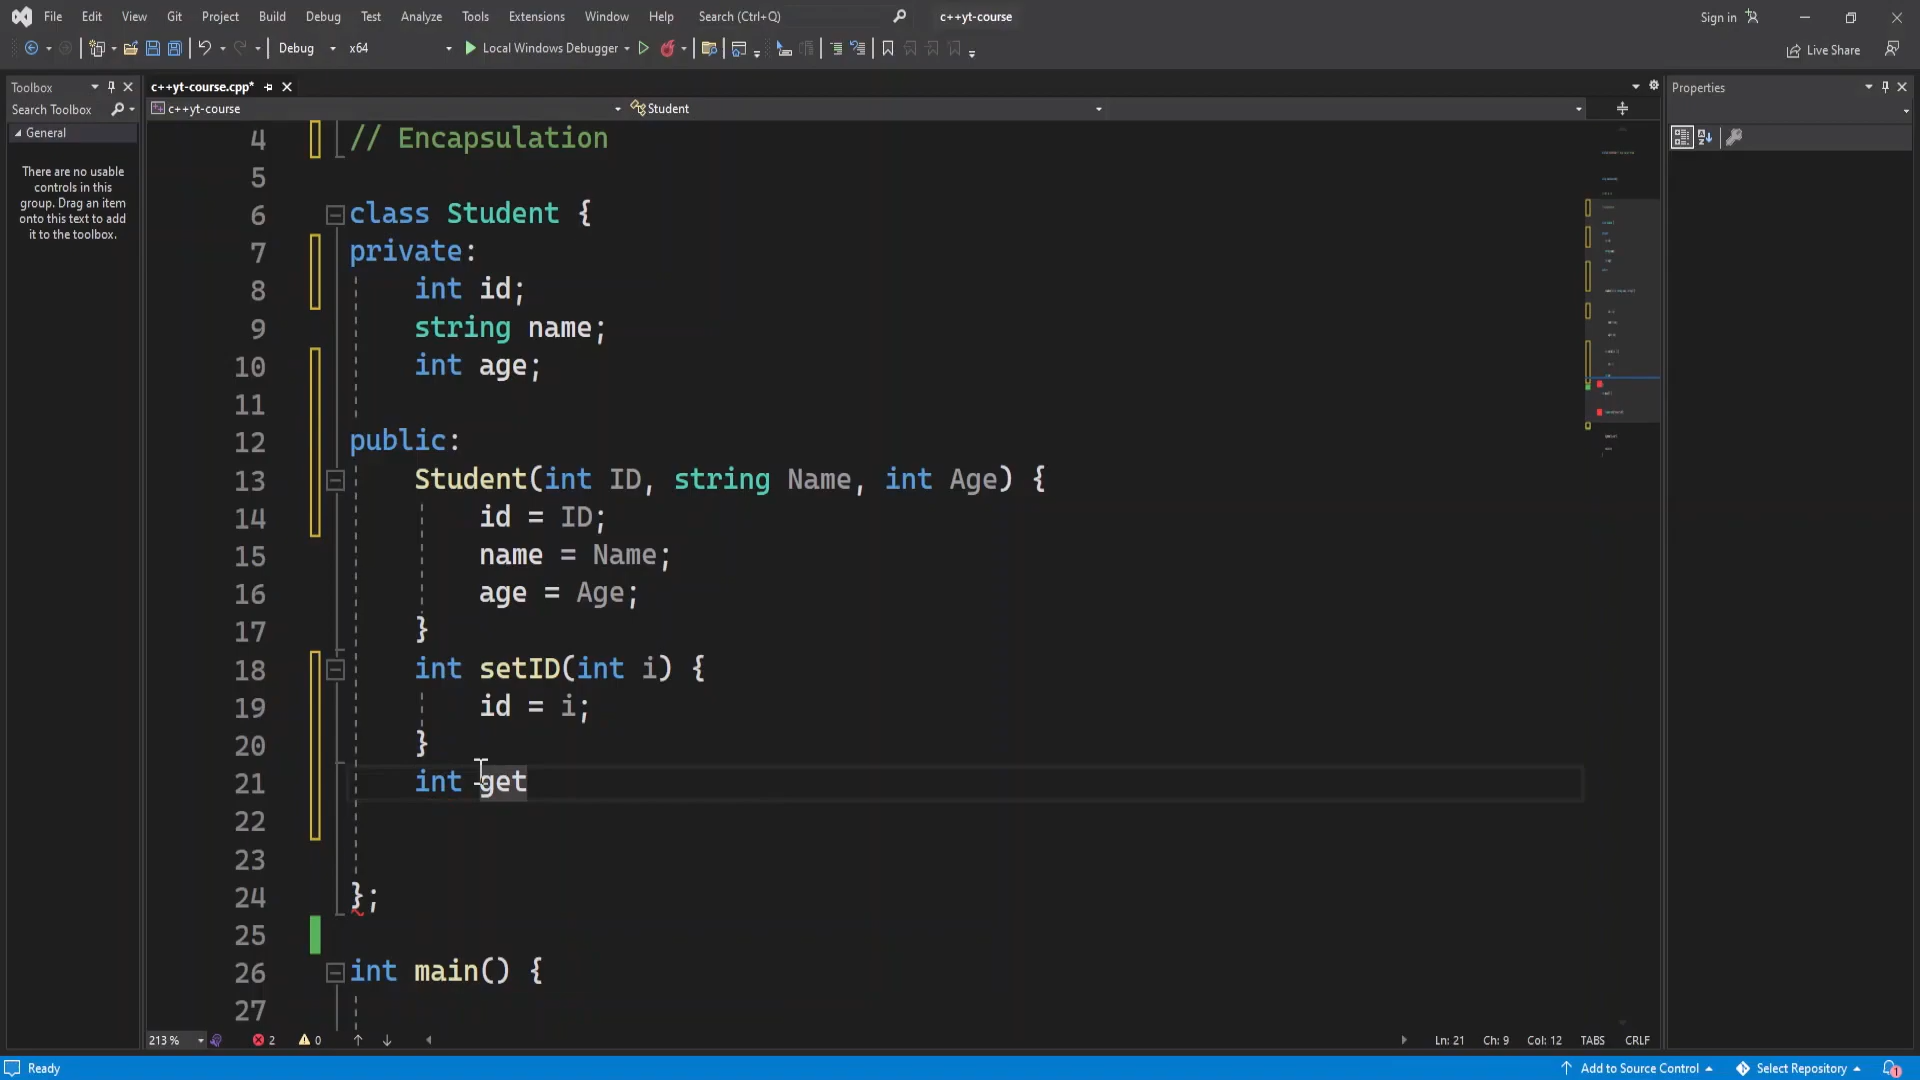 File Edit View Git Project Build Debug Test Analyze Tools Extensions Window Help Search (Ctrl+Q) c++yt-course Sign in
Debug x64 Local Windows Debugger Live Share
Toolbox
Search Toolbox
General
There are no usable
controls in this
group. Drag an item
onto this text to add
it to the toolbox.
c++yt-course.cpp*
c++yt-course Student
Properties
4 // Encapsulation
5
6 class Student {
7 private:
8 int id;
9 string name;
10 int age;
11
12 public:
13 Student(int ID, string Name, int Age) {
14 id = ID;
15 name = Name;
16 age = Age;
17 }
18 int setID(int i) {
19 id = i;
20 }
21 int get
22
23
24 };
25
26 int main() {
27
213 % 2 0 Ln: 21 Ch: 9 Col: 12 TABS CRLF
Ready Add to Source Control Select Repository 1